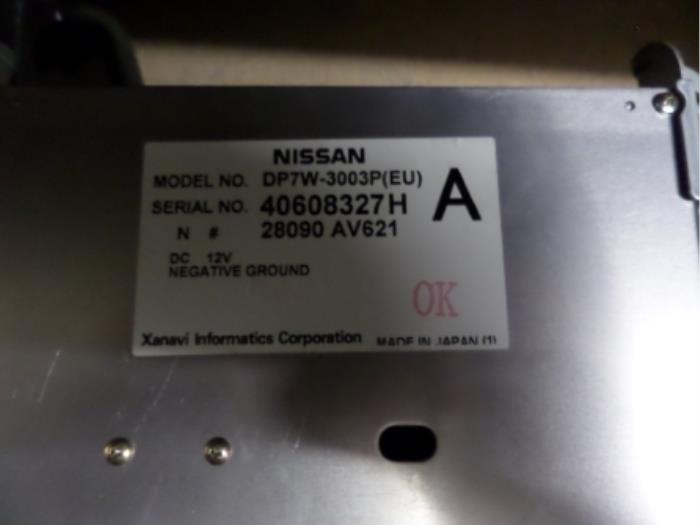 NISSAN
MODEL NO. DP7W-3003P(EU)
SERIAL NO. 40608327H A
N # 28090 AV621
DC 12V
NEGATIVE GROUND
OK
Xanavi Informatics Corporation MADE IN JAPAN (1)